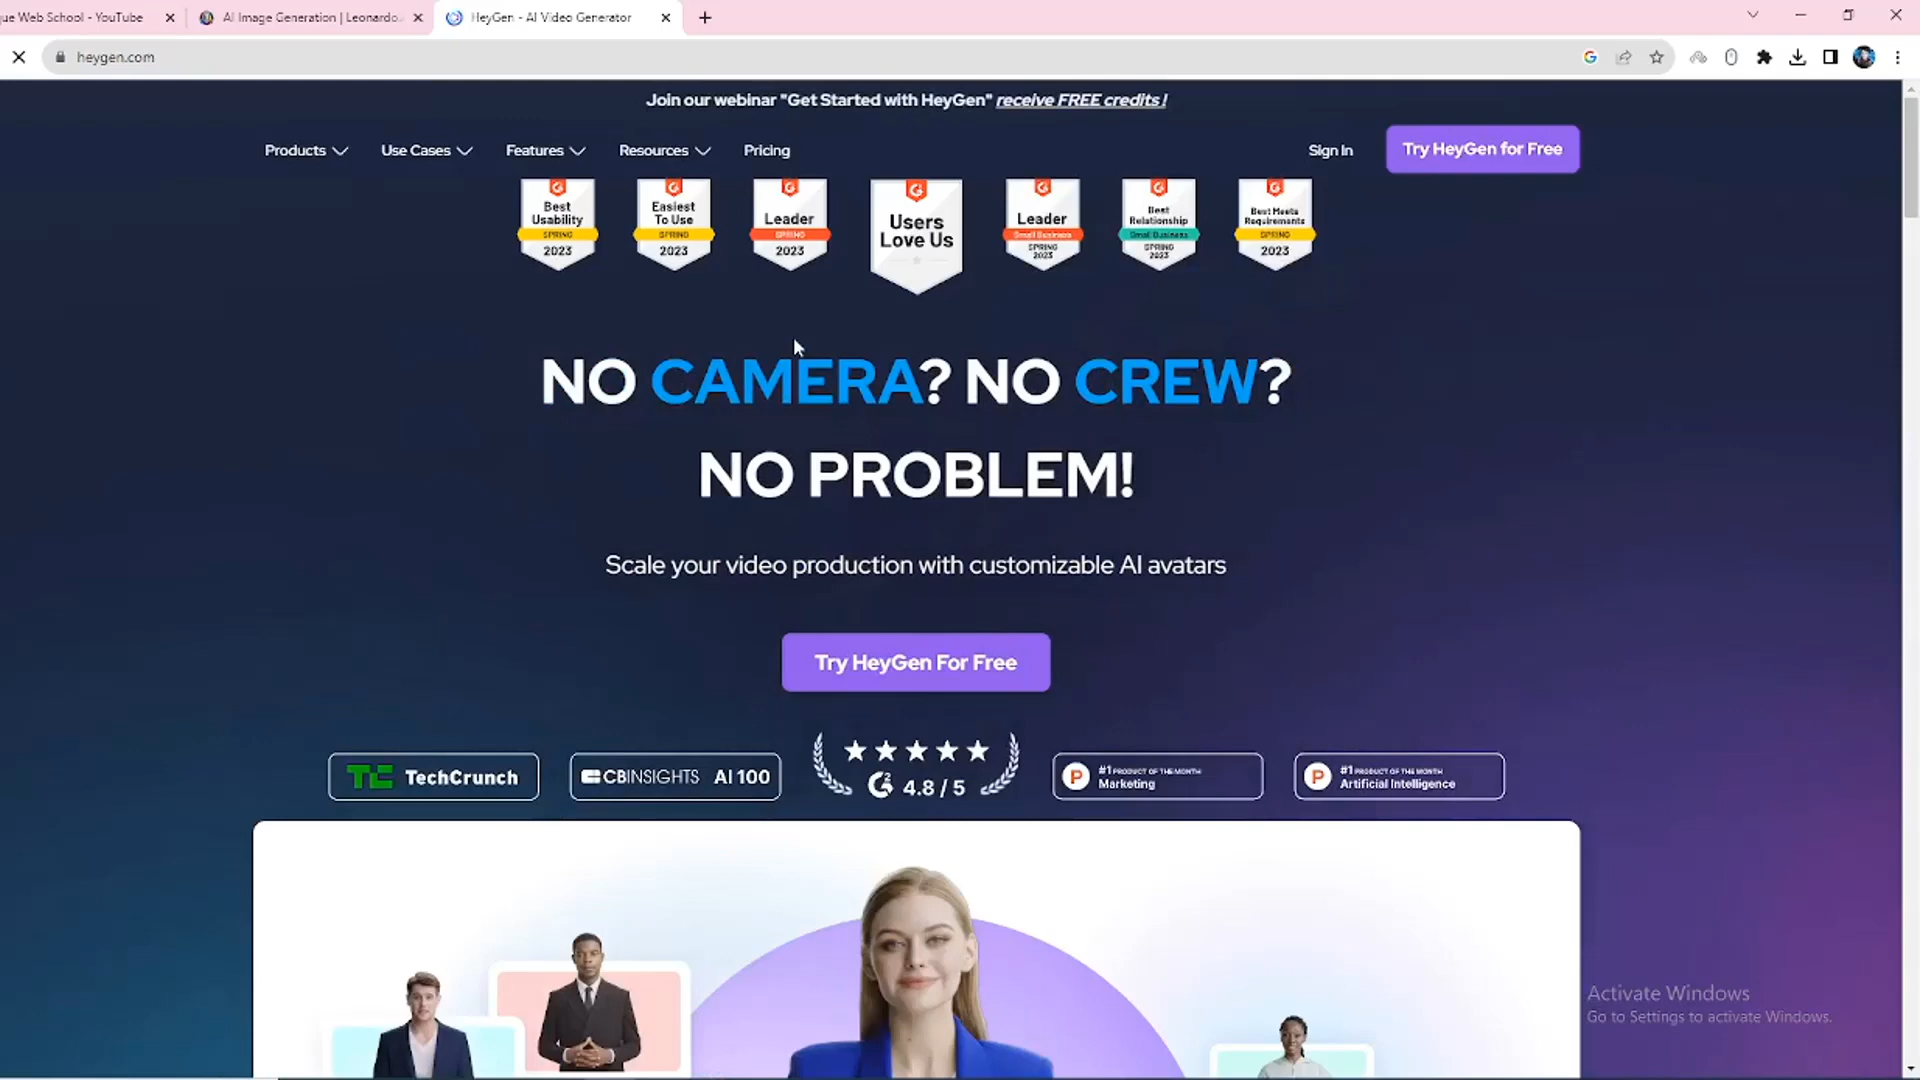 que Web School - YouTube
AI Image Generation | Leonardo.
HeyGen - AI Video Generator
heygen.com
Join our webinar "Get Started with HeyGen" receive FREE credits !
Products
Use Cases
Features
Resources
Pricing
Sign In
Try HeyGen for Free
Best
Usability
SPRING
2023
Easiest
To Use
SPRING
2023
Leader
SPRING
2023
Users
Love Us
Leader
Small Business
SPRING
2023
Best
Relationship
Small Business
SPRING
2023
Best Meets
Requirements
SPRING
2023
NO CAMERA? NO CREW?
NO PROBLEM!
Scale your video production with customizable AI avatars
Try HeyGen For Free
TC TechCrunch
CBINSIGHTS AI 100
G2 4.8 / 5
P #1 PRODUCT OF THE MONTH
Marketing
P #1 PRODUCT OF THE MONTH
Artificial Intelligence
Activate Windows
Go to Settings to activate Windows.